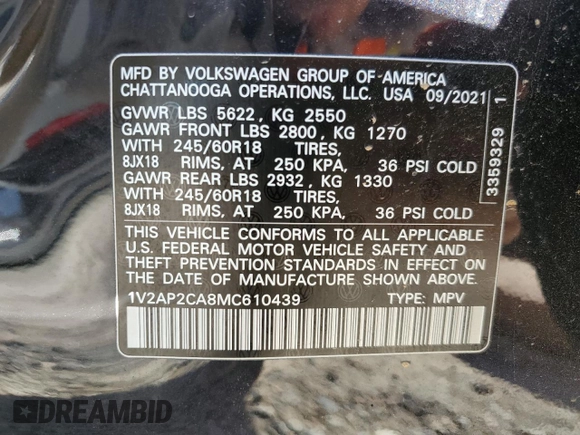 MFD BY VOLKSWAGEN GROUP OF AMERICA
CHATTANOOGA OPERATIONS, LLC. USA 09/2021
GVWR LBS 5622, KG 2550
GAWR FRONT LBS 2800, KG 1270
WITH 245/60R18 TIRES,
8JX18 RIMS, AT 250 KPA, 36 PSI COLD
GAWR REAR LBS 2932, KG 1330
WITH 245/60R18 TIRES,
8JX18 RIMS, AT 250 KPA, 36 PSI COLD
THIS VEHICLE CONFORMS TO ALL APPLICABLE
U.S. FEDERAL MOTOR VEHICLE SAFETY AND
THEFT PREVENTION STANDARDS IN EFFECT ON
THE DATE OF MANUFACTURE SHOWN ABOVE.
1V2AP2CA8MC610439 TYPE: MPV
3359329 1
DREAMBID